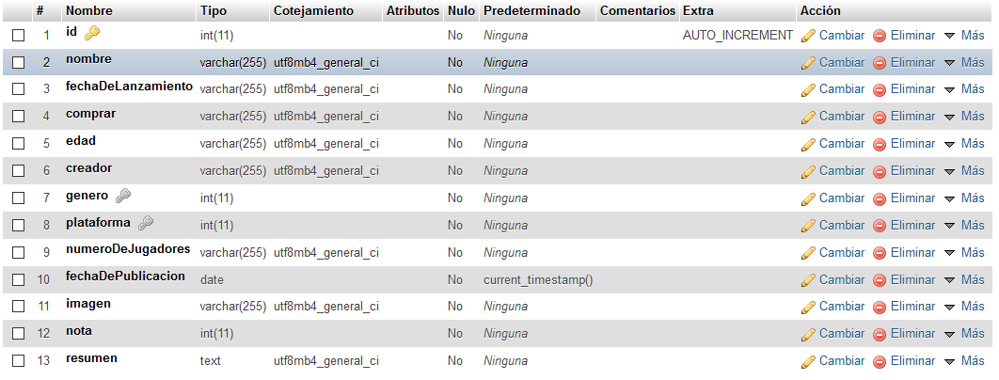 # Nombre Tipo Cotejamiento Atributos Nulo Predeterminado Comentarios Extra Acción
1 id int(11) No Ninguna AUTO_INCREMENT Cambiar Eliminar Más
2 nombre varchar(255) utf8mb4_general_ci No Ninguna Cambiar Eliminar Más
3 fechaDeLanzamiento varchar(255) utf8mb4_general_ci No Ninguna Cambiar Eliminar Más
4 comprar varchar(255) utf8mb4_general_ci No Ninguna Cambiar Eliminar Más
5 edad varchar(255) utf8mb4_general_ci No Ninguna Cambiar Eliminar Más
6 creador varchar(255) utf8mb4_general_ci No Ninguna Cambiar Eliminar Más
7 genero int(11) No Ninguna Cambiar Eliminar Más
8 plataforma int(11) No Ninguna Cambiar Eliminar Más
9 numeroDeJugadores varchar(255) utf8mb4_general_ci No Ninguna Cambiar Eliminar Más
10 fechaDePublicacion date No current_timestamp() Cambiar Eliminar Más
11 imagen varchar(255) utf8mb4_general_ci No Ninguna Cambiar Eliminar Más
12 nota int(11) No Ninguna Cambiar Eliminar Más
13 resumen text utf8mb4_general_ci No Ninguna Cambiar Eliminar Más